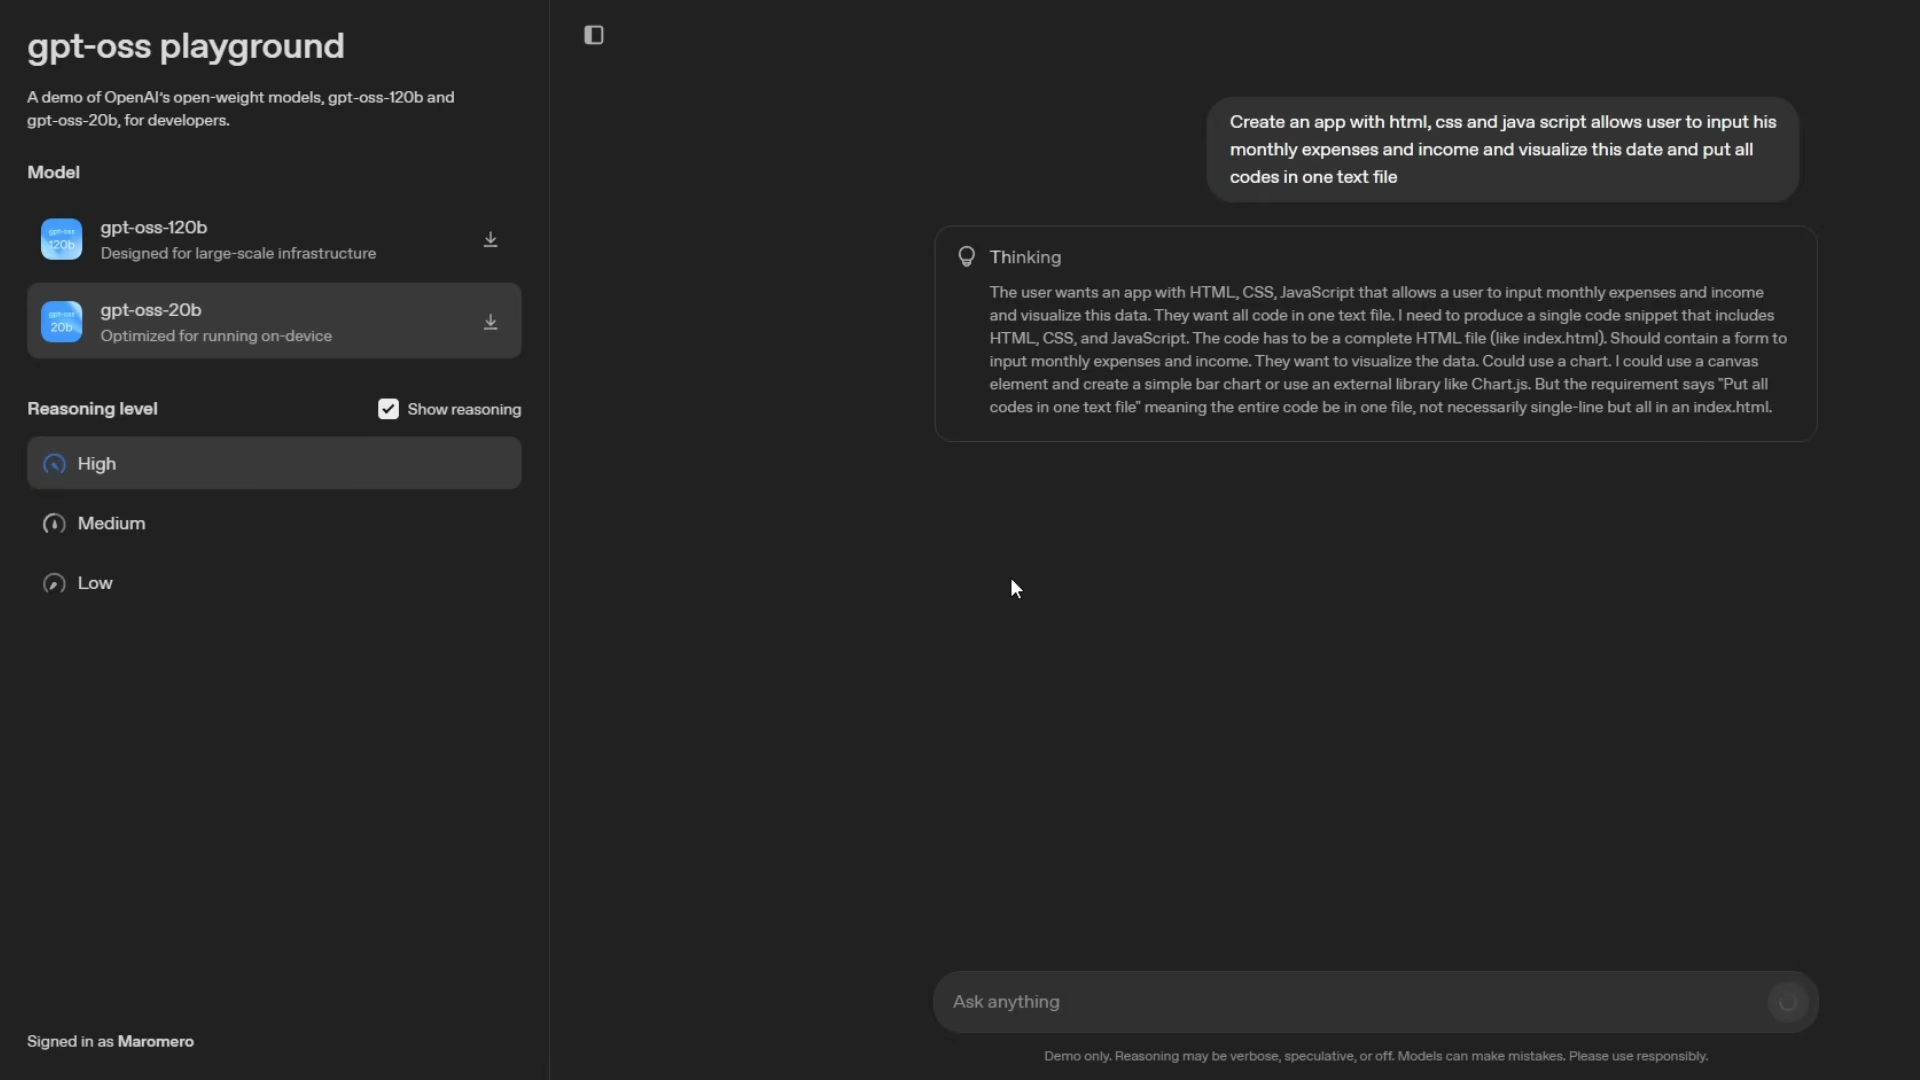 gpt-oss playground
A demo of OpenAI's open-weight models, gpt-oss-120b and
gpt-oss-20b, for developers.
Model
gpt-oss
120b
gpt-oss-120b
Designed for large-scale infrastructure
gpt-oss
20b
gpt-oss-20b
Optimized for running on-device
Reasoning level
Show reasoning
High
Medium
Low
Signed in as Maromero
Create an app with html, css and java script allows user to input his
monthly expenses and income and visualize this date and put all
codes in one text file
Thinking
The user wants an app with HTML, CSS, JavaScript that allows a user to input monthly expenses and income
and visualize this data. They want all code in one text file. I need to produce a single code snippet that includes
HTML, CSS, and JavaScript. The code has to be a complete HTML file (like index.html). Should contain a form to
input monthly expenses and income. They want to visualize the data. Could use a chart. I could use a canvas
element and create a simple bar chart or use an external library like Chart.js. But the requirement says "Put all
codes in one text file" meaning the entire code be in one file, not necessarily single-line but all in an index.html.
Ask anything
Demo only. Reasoning may be verbose, speculative, or off. Models can make mistakes. Please use responsibly.